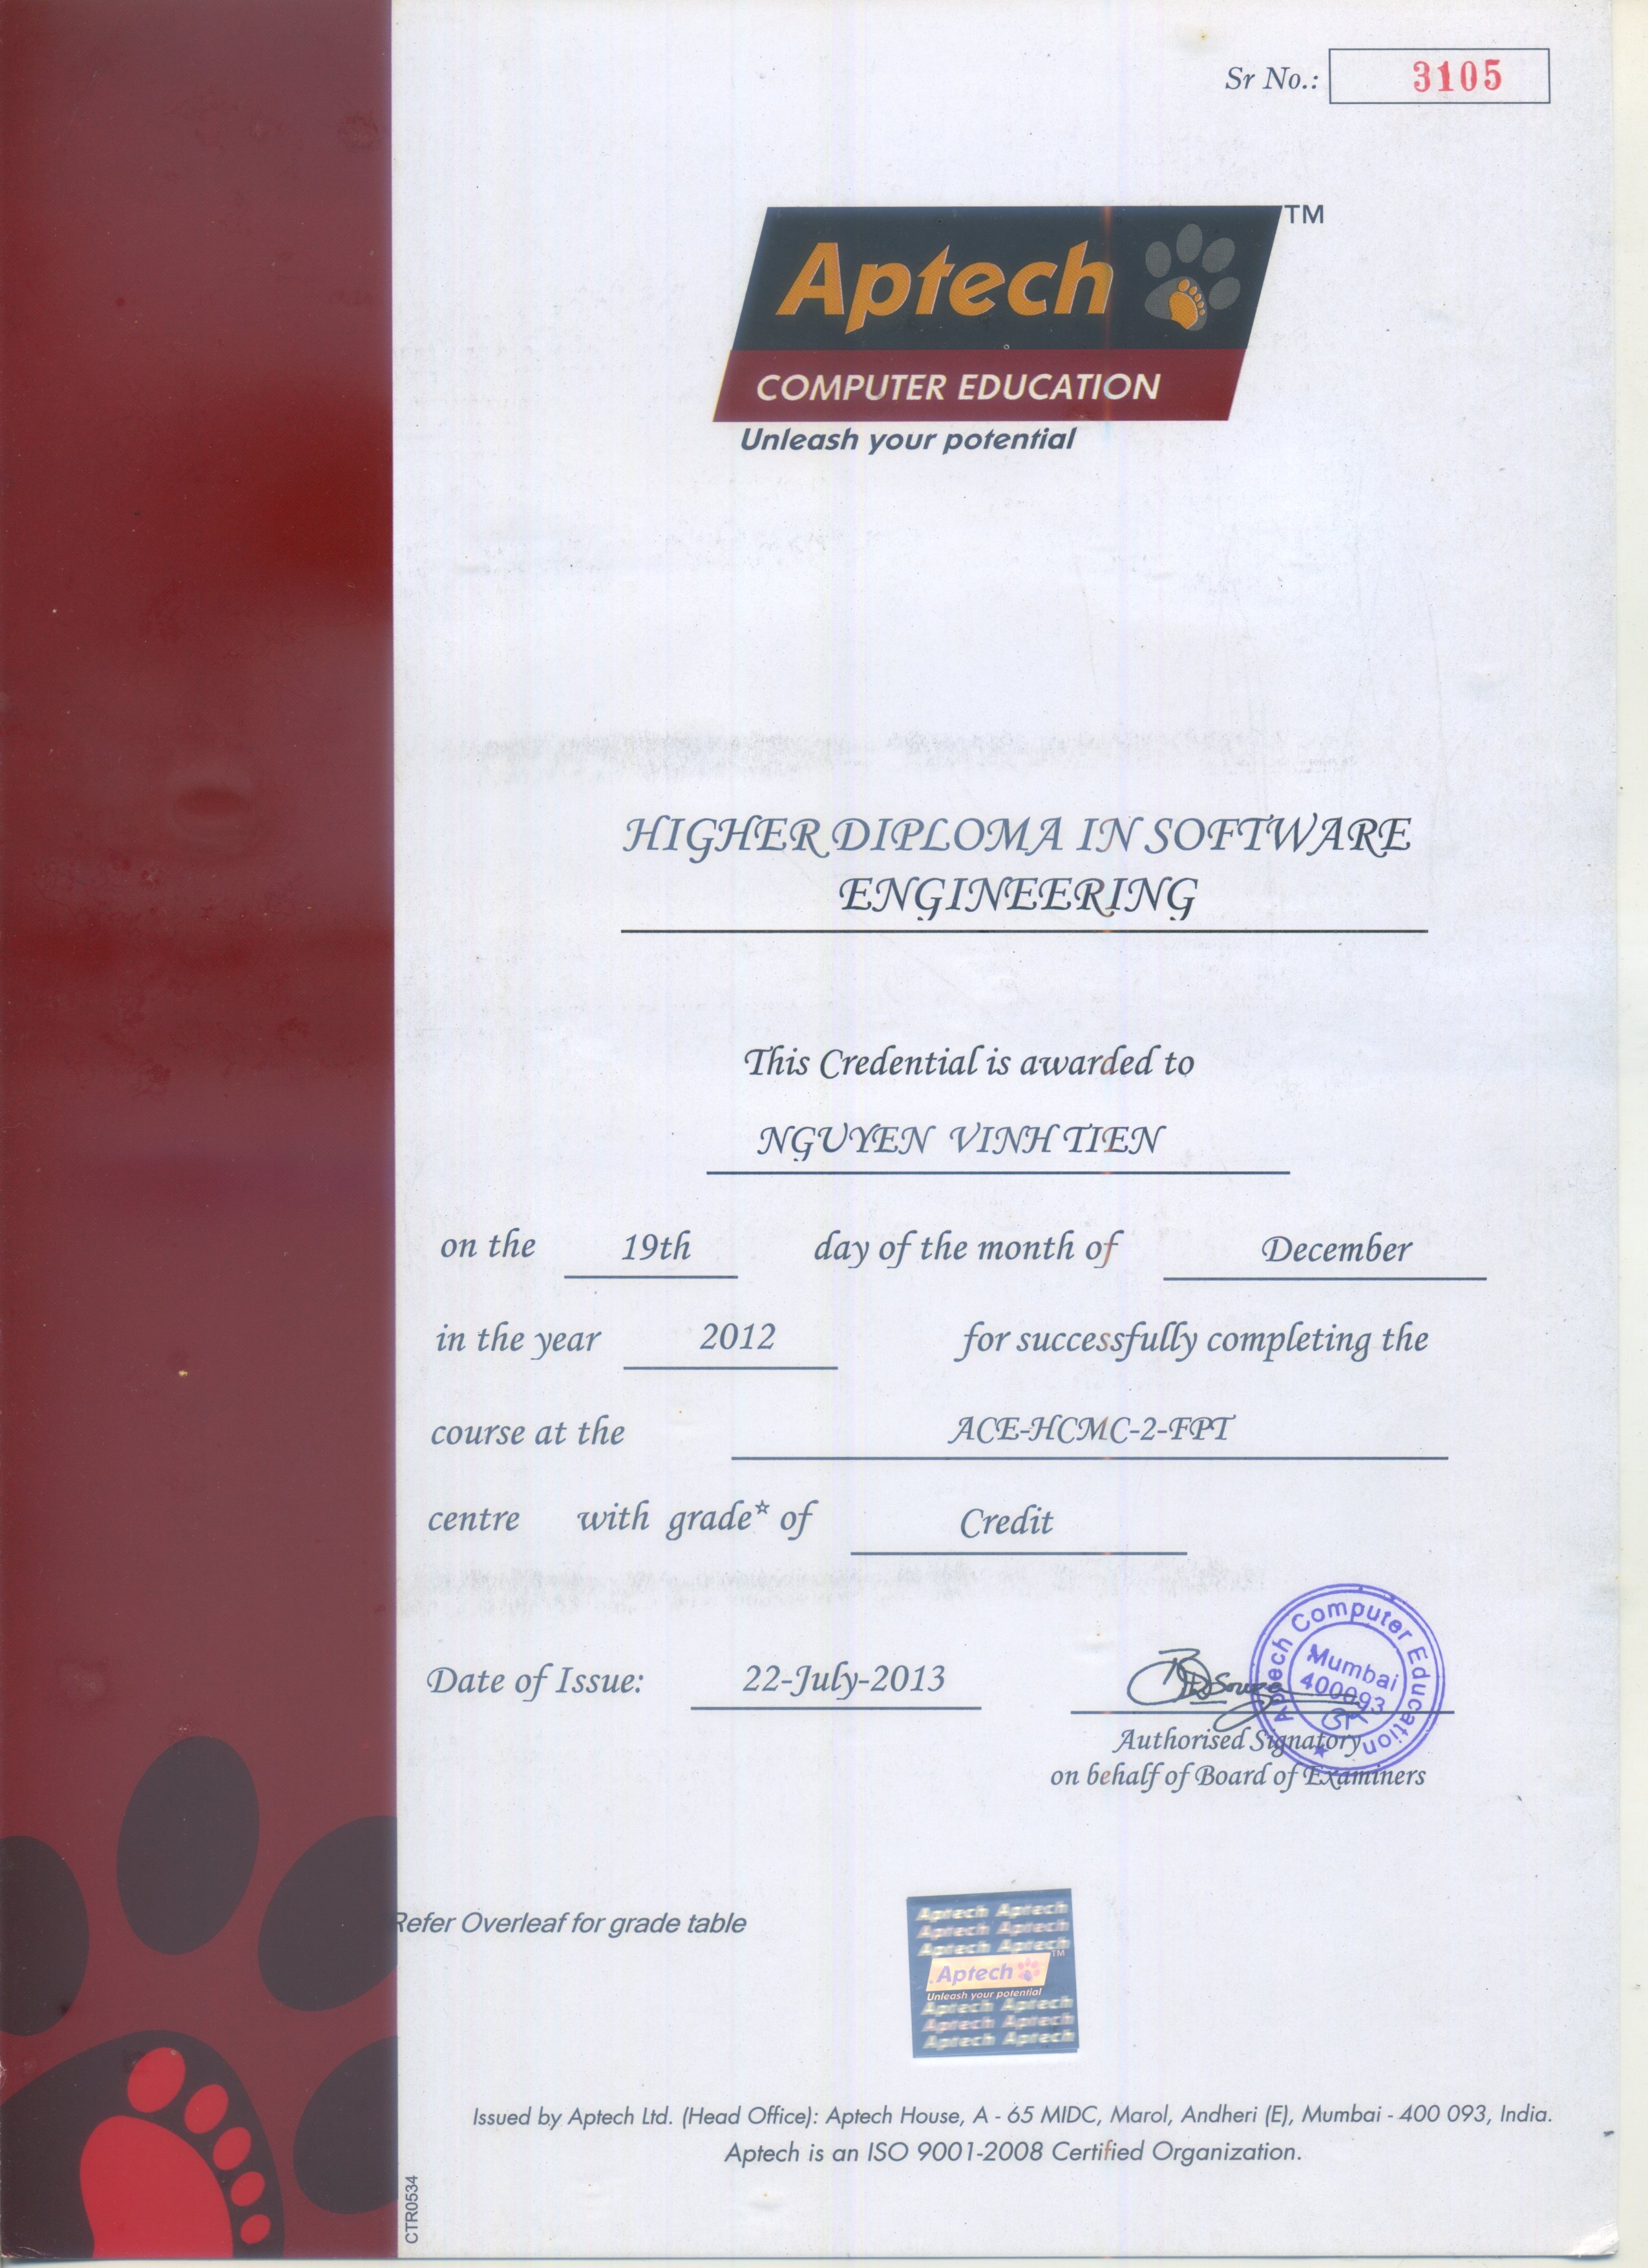 Sr No.: 3105
Aptech TM
COMPUTER EDUCATION
Unleash your potential
HIGHER DIPLOMA IN SOFTWARE
ENGINEERING
This Credential is awarded to
NGUYEN VINH TIEN
on the 19th day of the month of December
in the year 2012 for successfully completing the
course at the ACE-HCMC-2-FPT
centre with grade* of Credit
Date of Issue: 22-July-2013
Aptech Computer Education
Mumbai
400093
Authorised Signatory
on behalf of Board of Examiners
Refer Overleaf for grade table
Aptech Aptech
Aptech Aptech
Aptech Aptech
Aptech TM
Unleash your potential
Aptech Aptech
Aptech Aptech
Aptech Aptech
Issued by Aptech Ltd. (Head Office): Aptech House, A - 65 MIDC, Marol, Andheri (E), Mumbai - 400 093, India.
Aptech is an ISO 9001-2008 Certified Organization.
CTR0534